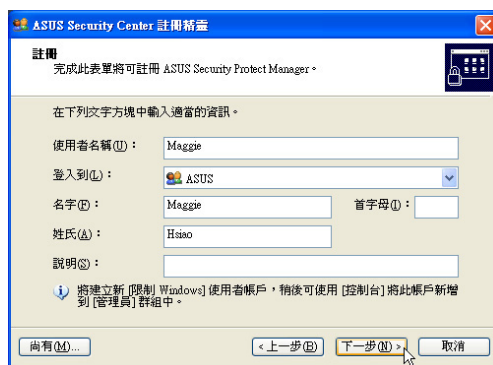 ASUS Security Center 註冊精靈
註冊
完成此表單將可註冊 ASUS Security Protect Manager。
在下列文字方塊中輸入適當的資訊。
使用者名稱(U)： Maggie
登入到(L)： ASUS
名字(F)： Maggie 首字母(I)：
姓氏(A)： Hsiao
說明(S)：
將建立新 [限制 Windows] 使用者帳戶，稍後可使用 [控制台] 將此帳戶新增
到 [管理員] 群組中。
尚有(M)... <上一步(B) 下一步(N)> 取消